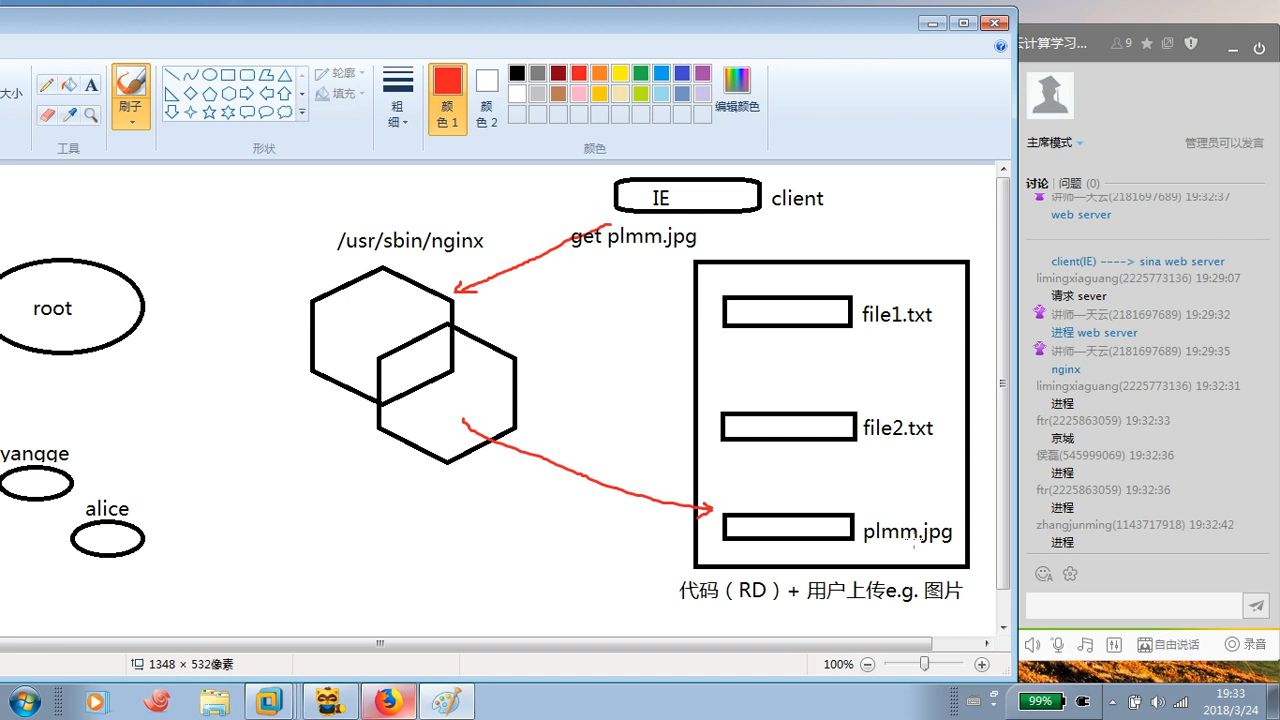 大小
工具
刷子
形状
轮廓
填充
粗
细
颜
色 1
颜
色 2
颜色
编辑颜色
IE
client
get plmm.jpg
/usr/sbin/nginx
root
yangge
alice
file1.txt
file2.txt
plmm.jpg
代码（RD）+ 用户上传e.g. 图片
1348 × 532像素
100%
云计算学习...
9
主席模式
管理员可以发言
讨论
问题 (0)
讲师—天云(2181697689) 19:32:37
web server
client(IE) ----> sina web server
limingxiaguang(2225773136) 19:29:07
请求 sever
讲师—天云(2181697689) 19:29:32
进程 web server
讲师—天云(2181697689) 19:29:35
nginx
limingxiaguang(2225773136) 19:32:31
进程
ftr(2225863059) 19:32:33
京城
侯磊(545999069) 19:32:36
进程
ftr(2225863059) 19:32:36
进程
zhangjunming(1143717918) 19:32:42
进程
自由说话
录音
99%
19:33
2018/3/24